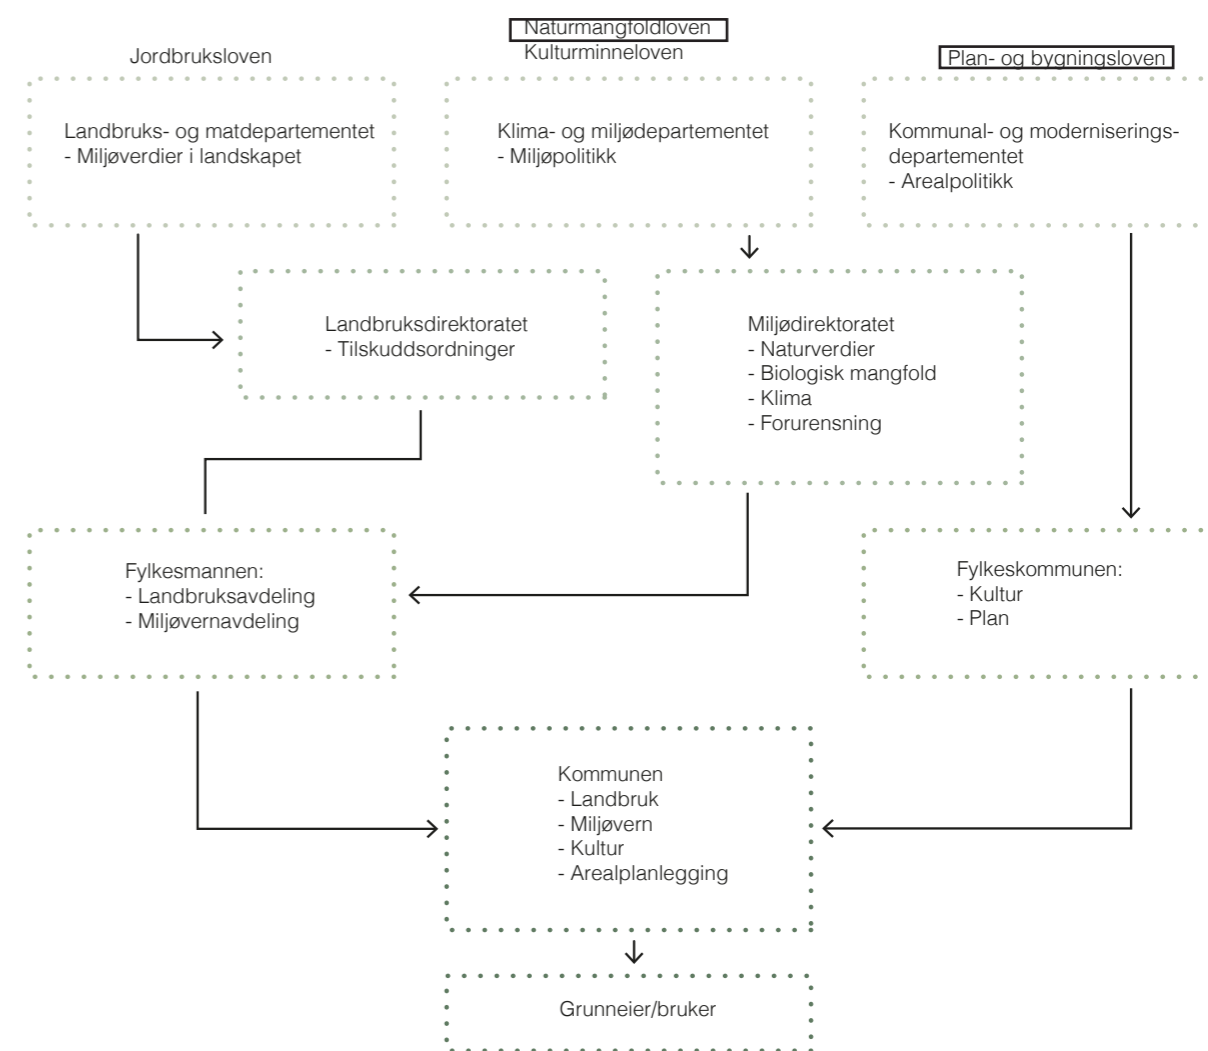 Naturmangfoldloven
Jordbruksloven
Kulturminneloven
Plan- og bygningsloven
Landbruks- og matdepartementet
- Miljøverdier i landskapet
Klima- og miljødepartementet
- Miljøpolitikk
Kommunal- og moderniserings-
departementet
- Arealpolitikk
Landbruksdirektoratet
- Tilskuddsordninger
Miljødirektoratet
- Naturverdier
- Biologisk mangfold
- Klima
- Forurensning
Fylkesmannen:
- Landbruksavdeling
- Miljøvernavdeling
Fylkeskommunen:
- Kultur
- Plan
Kommunen
- Landbruk
- Miljøvern
- Kultur
- Arealplanlegging
Grunneier/bruker